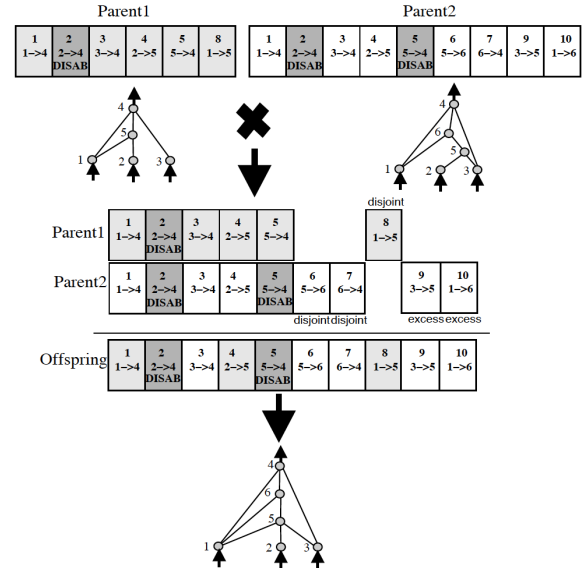 Parent1 Parent2
1 2 3 4 5 8 1 2 3 4 5 6 7 9 10
1->4 2->4 3->4 2->5 5->4 1->5 1->4 2->4 3->4 2->5 5->4 5->6 6->4 3->5 1->6
DISAB DISAB DISAB
4 4
5 6
5
1 2 3 1 2 3
disjoint
Parent1 1 2 3 4 5 8
1->4 2->4 3->4 2->5 5->4 1->5
DISAB
Parent2 1 2 3 4 5 6 7 9 10
1->4 2->4 3->4 2->5 5->4 5->6 6->4 3->5 1->6
DISAB DISAB
disjoint disjoint excess excess
Offspring 1 2 3 4 5 6 7 8 9 10
1->4 2->4 3->4 2->5 5->4 5->6 6->4 1->5 3->5 1->6
DISAB DISAB
4
6
5
1 2 3